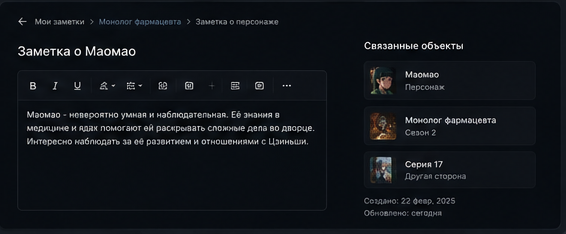 ← Мои заметки > Монолог фармацевта > Заметка о персонаже
Заметка о Маомао
B I U
Маомао - невероятно умная и наблюдательная. Её знания в
медицине и ядах помогают ей раскрывать сложные дела во дворце.
Интересно наблюдать за её развитием и отношениями с Цзиньши.
Связанные объекты
Маомао
Персонаж
Монолог фармацевта
Сезон 2
Серия 17
Другая сторона
Создано: 22 февр, 2025
Обновлено: сегодня